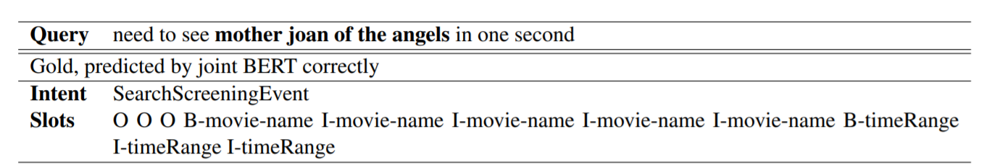 Query need to see mother joan of the angels in one second
Gold, predicted by joint BERT correctly
Intent SearchScreeningEvent
Slots O O O B-movie-name I-movie-name I-movie-name I-movie-name I-movie-name B-timeRange
I-timeRange I-timeRange